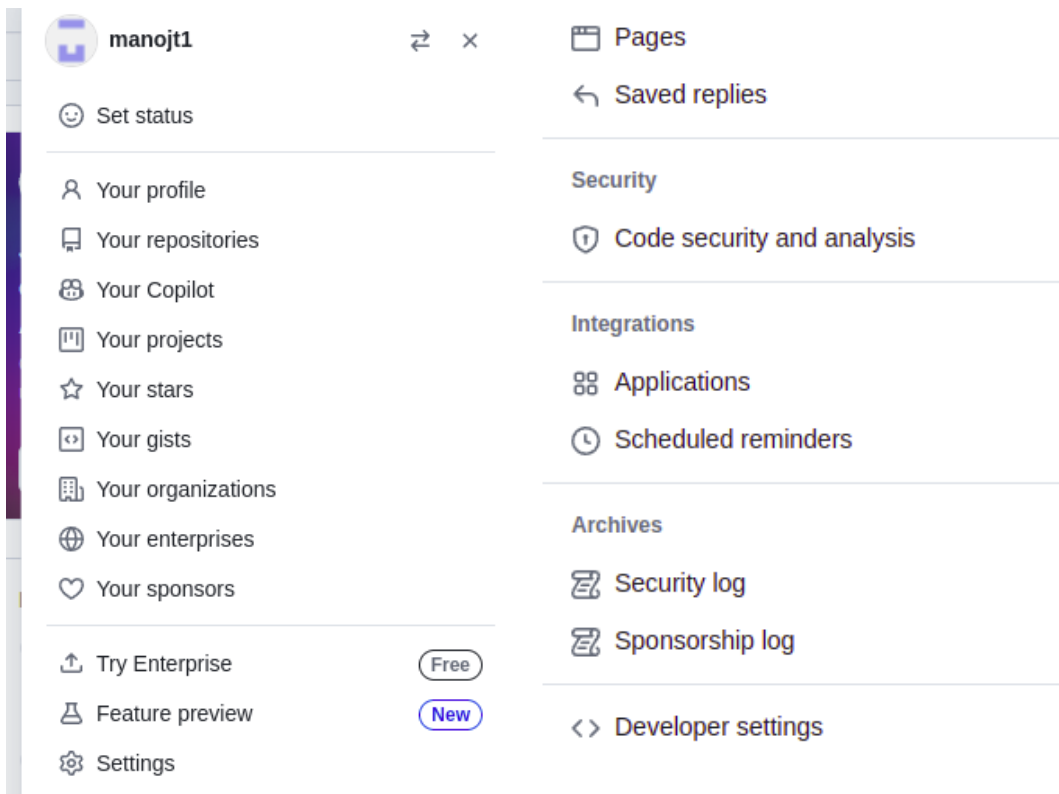 manojt1
Set status
Your profile
Your repositories
Your Copilot
Your projects
Your stars
Your gists
Your organizations
Your enterprises
Your sponsors
Try Enterprise Free
Feature preview New
Settings
Pages
Saved replies
Security
Code security and analysis
Integrations
Applications
Scheduled reminders
Archives
Security log
Sponsorship log
Developer settings